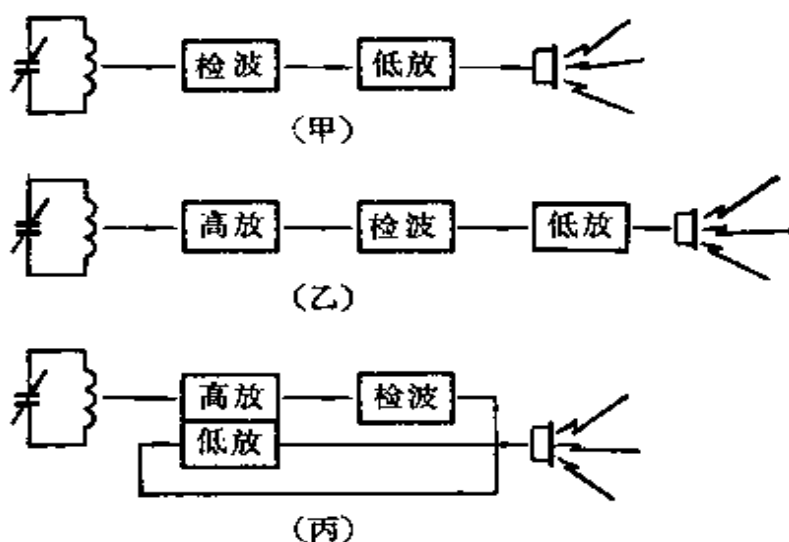 检波 低放
(甲)
高放 检波 低放
(乙)
高放 检波
低放
(丙)